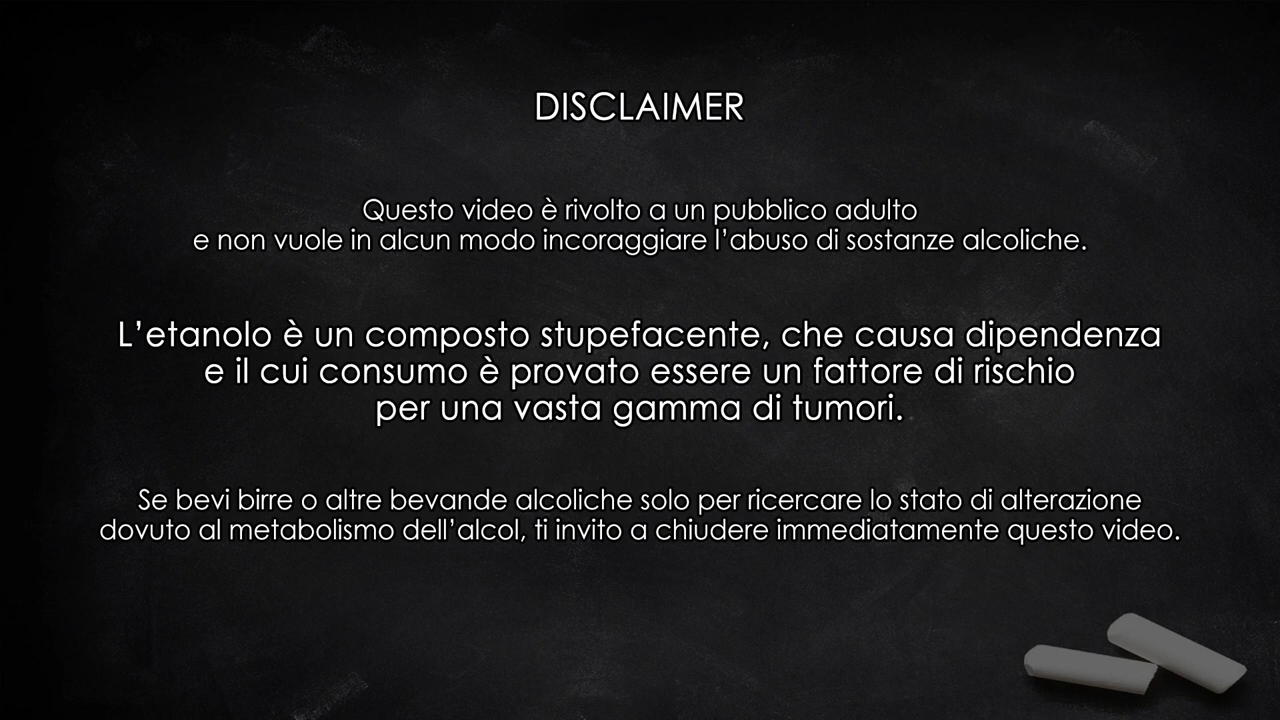 DISCLAIMER
Questo video è rivolto a un pubblico adulto
e non vuole in alcun modo incoraggiare l’abuso di sostanze alcoliche.
L’etanolo è un composto stupefacente, che causa dipendenza
e il cui consumo è provato essere un fattore di rischio
per una vasta gamma di tumori.
Se bevi birre o altre bevande alcoliche solo per ricercare lo stato di alterazione
dovuto al metabolismo dell’alcol, ti invito a chiudere immediatamente questo video.